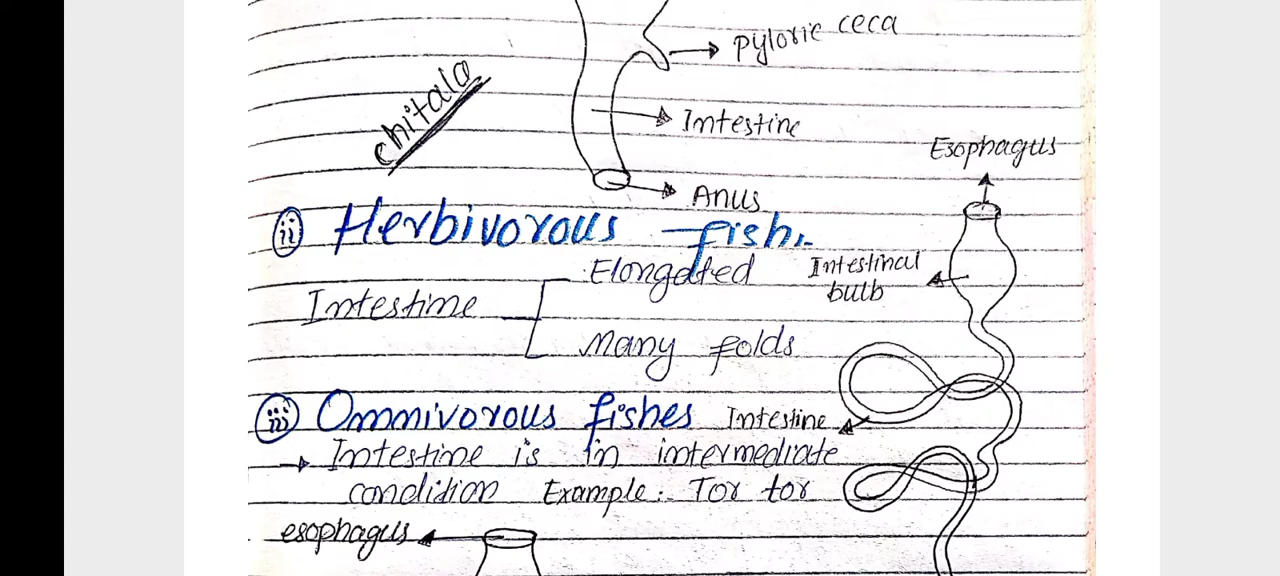 Pyloric ceca
chitala
Intestine
Esophagus
Anus
(ii) Herbivorous fish.
Elongated
Intestinal
bulb
Intestine
Many folds
(iii) Omnivorous fishes
Intestine
→ Intestine is in intermediate
condition Example: Tor tor
esophagus